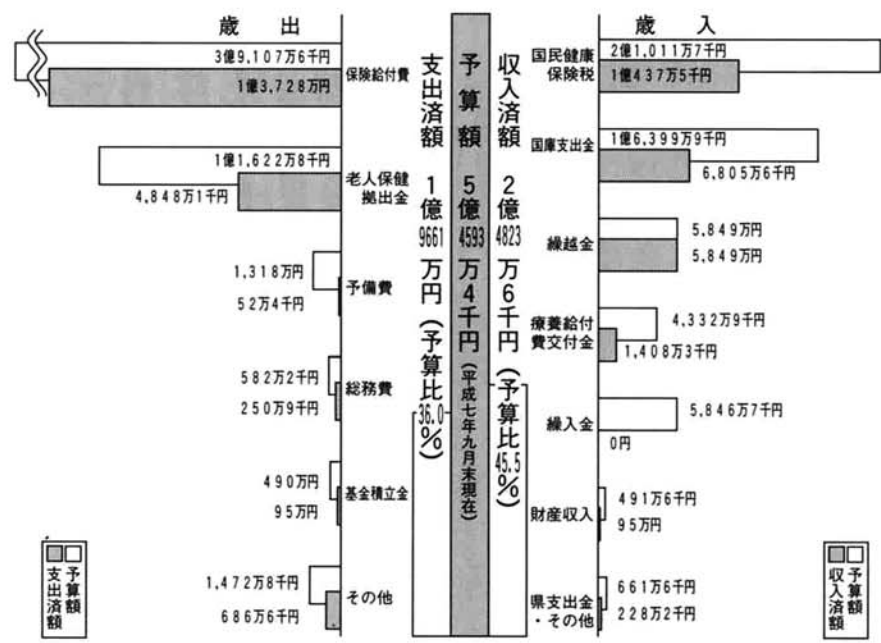 歳出
3億9,107万6千円
保険給付費
1億3,728万円
1億1,622万8千円
老人保健
拠出金
4,848万1千円
1,318万円
予備費
52万4千円
582万2千円
総務費
250万9千円
490万円
基金積立金
95万円
1,472万8千円
その他
686万6千円
予算額
支出済額
支出済額 1億9661万円(予算比36.0%)
予算額 5億4593万4千円(平成七年九月末現在)
収入済額 2億4823万6千円(予算比45.5%)
歳入
国民健康
保険税
2億1,011万7千円
1億437万5千円
国庫支出金
1億6,399万9千円
6,805万6千円
繰越金
5,849万円
5,849万円
療養給付
費交付金
4,332万9千円
1,408万3千円
繰入金
5,846万7千円
0円
財産収入
491万6千円
95万円
県支出金
・その他
661万6千円
228万2千円
予算額
収入済額